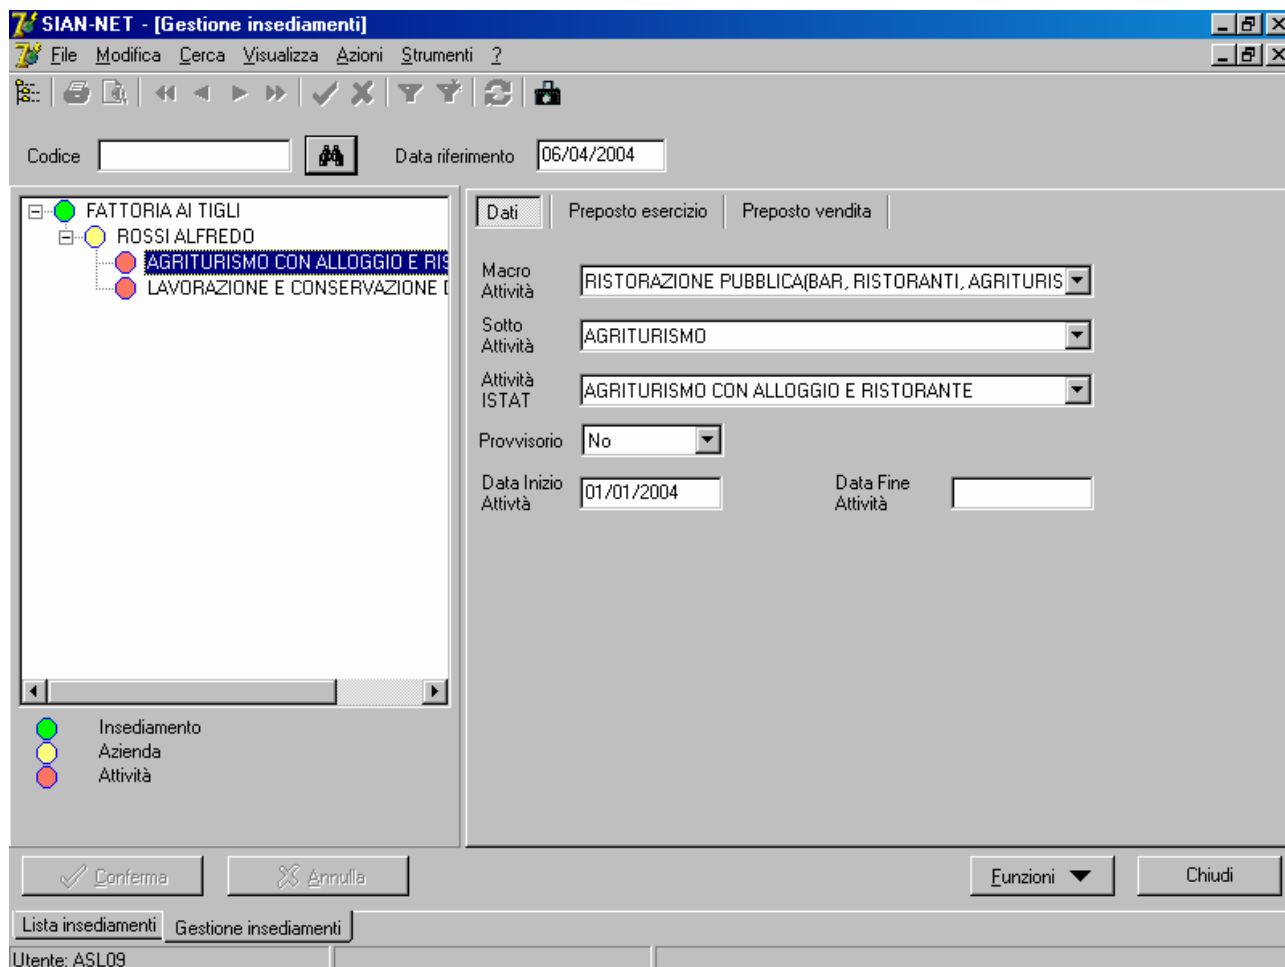 SIAN-NET - [Gestione insediamenti]
File Modifica Cerca Visualizza Azioni Strumenti ?
Codice
Data riferimento 06/04/2004
FATTORIA AI TIGLI
ROSSI ALFREDO
AGRITURISMO CON ALLOGGIO E RIS
LAVORAZIONE E CONSERVAZIONE D
Insediamento
Azienda
Attività
Dati Preposto esercizio Preposto vendita
Macro
Attività
RISTORAZIONE PUBBLICA(BAR, RISTORANTI, AGRITURIS
Sotto
Attività
AGRITURISMO
Attività
ISTAT
AGRITURISMO CON ALLOGGIO E RISTORANTE
Provvisorio No
Data Inizio
Attivtà
01/01/2004
Data Fine
Attività
Conferma Annulla Funzioni Chiudi
Lista insediamenti Gestione insediamenti
Utente: ASL09